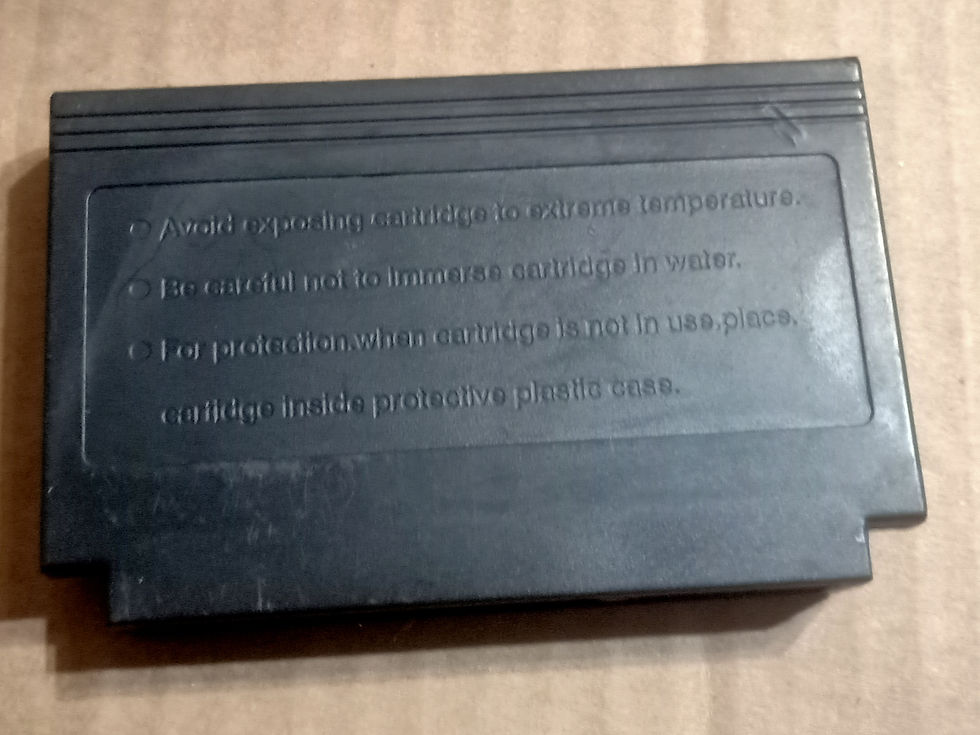 ○ Avoid exposing cartridge to extreme temperature.
○ Be careful not to immerse cartridge in water.
○ For protection.when cartridge is not in use,place.
cartidge inside protective plastic case.